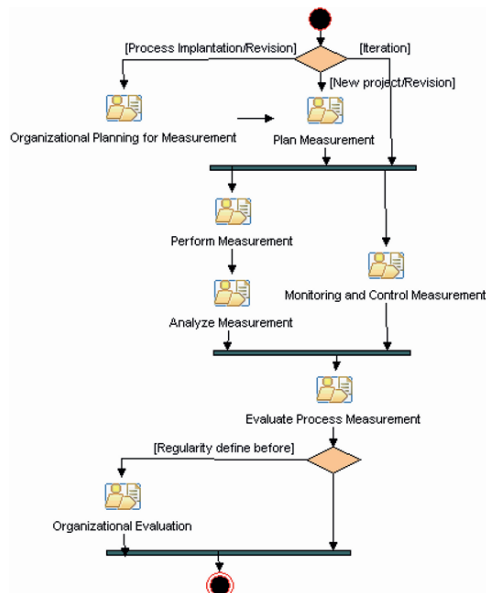 [Process Implantation/Revision]
[Iteration]
[New project/Revision]
Organizational Planning for Measurement
Plan Measurement
Perform Measurement
Monitoring and Control Measurement
Analyze Measurement
Evaluate Process Measurement
[Regularity define before]
Organizational Evaluation